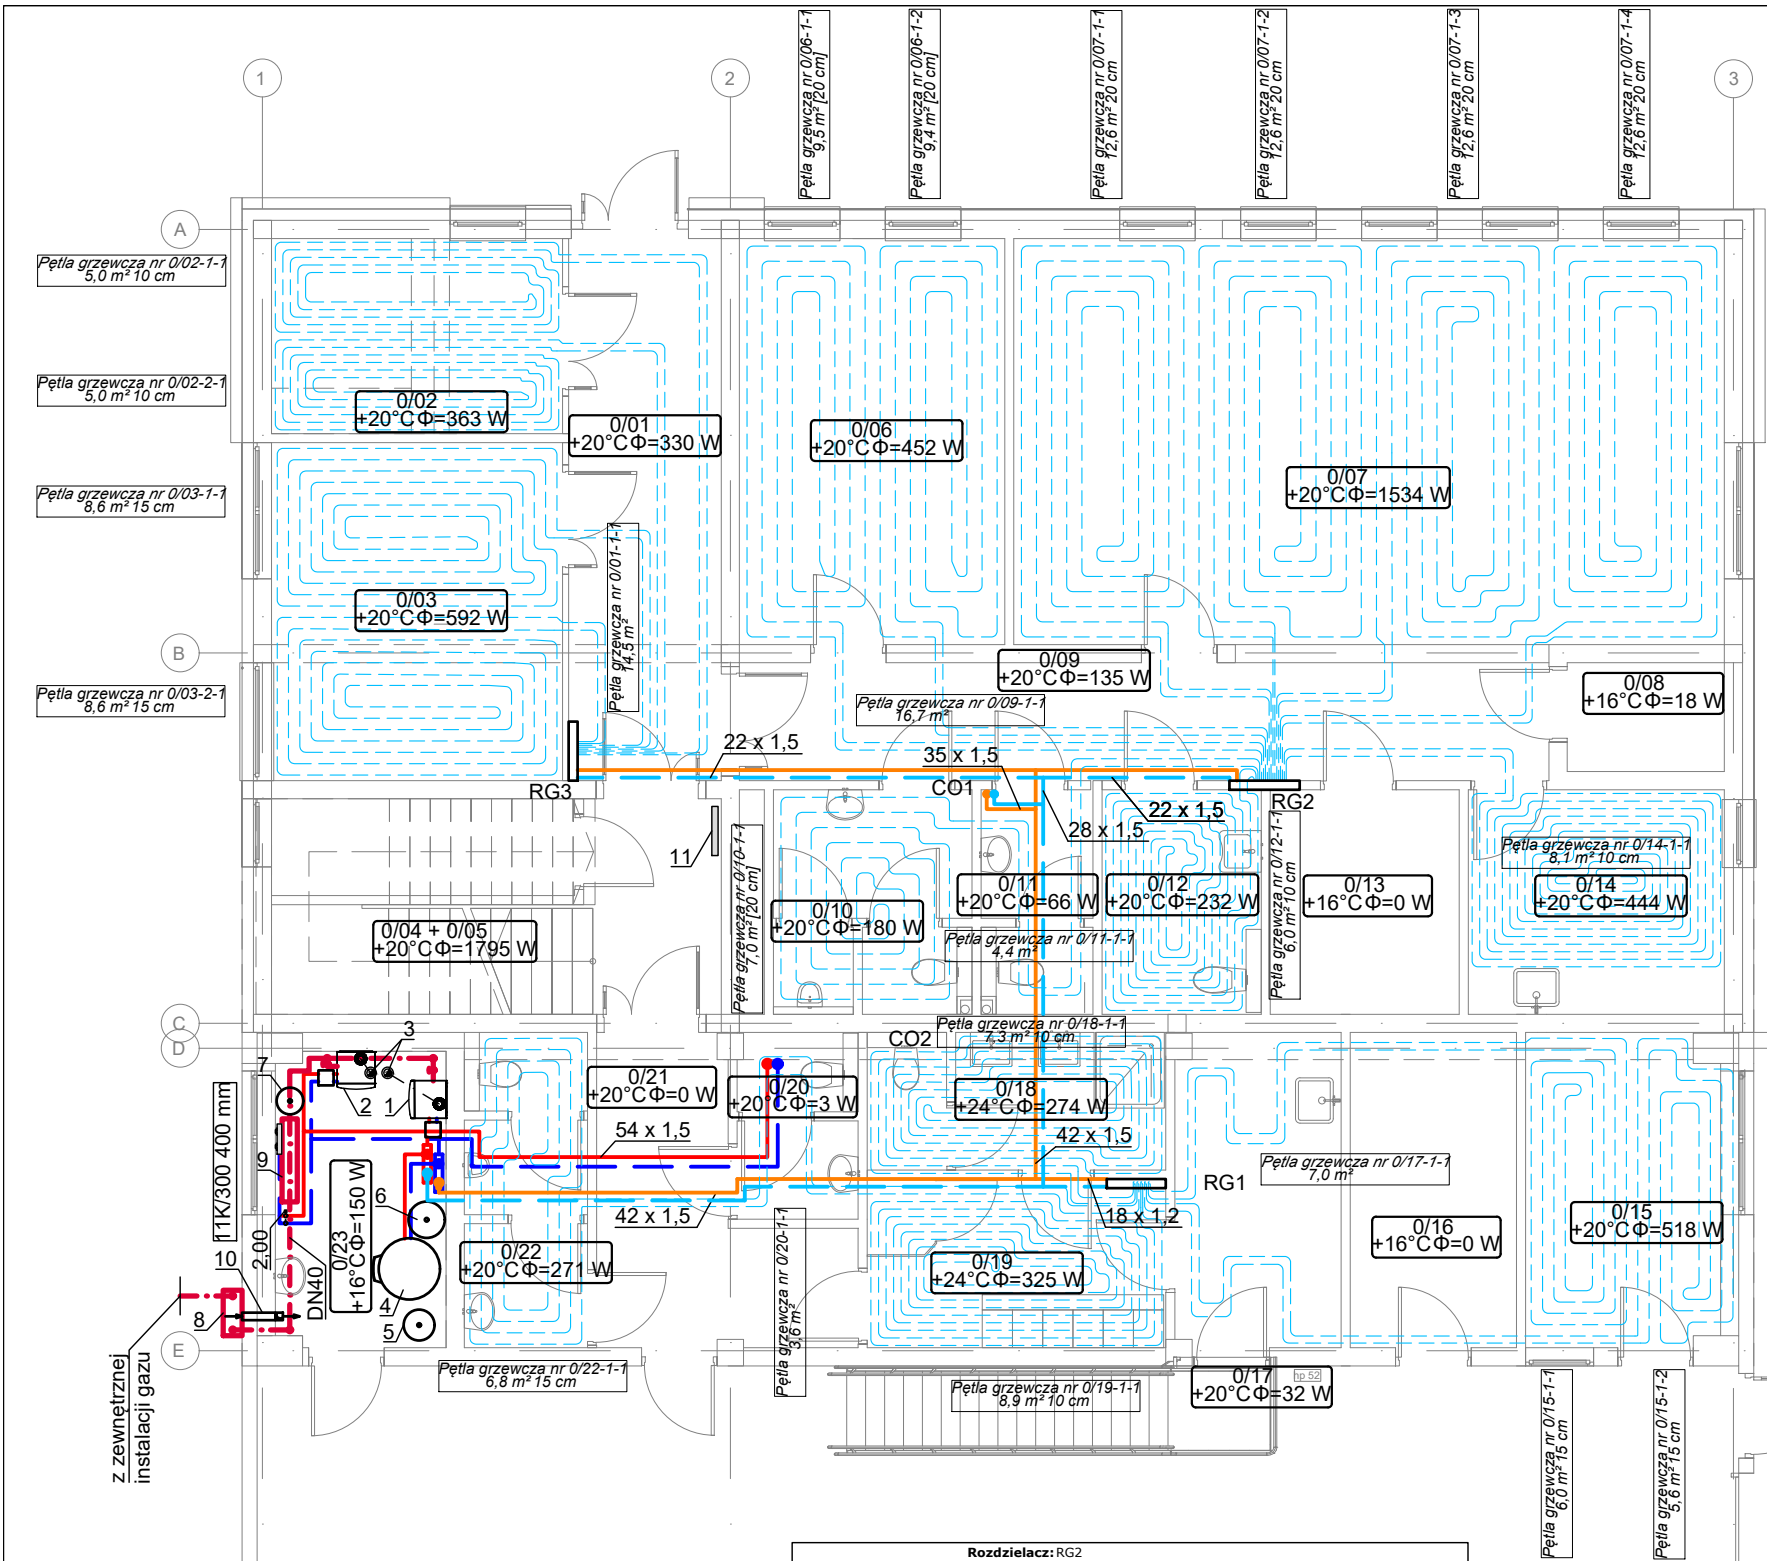 1
2
3
A
B
C
D
E
Pętla grzewcza nr 0/06-1-1
9,5 m² [20 cm]
Pętla grzewcza nr 0/06-1-2
9,4 m² [20 cm]
Pętla grzewcza nr 0/07-1-1
12,6 m² 20 cm
Pętla grzewcza nr 0/07-1-2
12,6 m² 20 cm
Pętla grzewcza nr 0/07-1-3
12,6 m² 20 cm
Pętla grzewcza nr 0/07-1-4
12,6 m² 20 cm
Pętla grzewcza nr 0/02-1-1
5,0 m² 10 cm
Pętla grzewcza nr 0/02-2-1
5,0 m² 10 cm
Pętla grzewcza nr 0/03-1-1
8,6 m² 15 cm
Pętla grzewcza nr 0/03-2-1
8,6 m² 15 cm
0/02
+20°CΦ=363 W
0/01
+20°CΦ=330 W
0/06
+20°CΦ=452 W
0/07
+20°CΦ=1534 W
0/03
+20°CΦ=592 W
Pętla grzewcza nr 0/01-1-1
14,5 m²
0/09
+20°CΦ=135 W
0/08
+16°CΦ=18 W
Pętla grzewcza nr 0/09-1-1
16,7 m²
22 x 1,5
35 x 1,5
RG3
CO1
RG2
22 x 1,5
28 x 1,5
11
Pętla grzewcza nr 0/10-1-1
7,0 m² [20 cm]
Pętla grzewcza nr 0/12-1-1
6,0 m² 10 cm
Pętla grzewcza nr 0/14-1-1
8,1 m² 10 cm
0/10
+20°CΦ=180 W
0/11
+20°CΦ=66 W
0/12
+20°CΦ=232 W
0/13
+16°CΦ=0 W
0/14
+20°CΦ=444 W
0/04 + 0/05
+20°CΦ=1795 W
Pętla grzewcza nr 0/11-1-1
4,4 m²
Pętla grzewcza nr 0/18-1-1
7,3 m² 10 cm
CO2
3
7
2
1
0/21
+20°CΦ=0 W
0/20
+20°CΦ=3 W
0/18
+24°CΦ=274 W
54 x 1,5
42 x 1,5
Pętla grzewcza nr 0/17-1-1
7,0 m²
RG1
9
11K/300 400 mm
0/23
+16°CΦ=150 W
6
42 x 1,5
18 x 1,2
0/16
+16°CΦ=0 W
0/15
+20°CΦ=518 W
2,00
10
DN40
4
0/22
+20°CΦ=271 W
0/19
+24°CΦ=325 W
Pętla grzewcza nr 0/20-1-1
3,6 m²
8
5
z zewnętrznej
instalacji gazu
Pętla grzewcza nr 0/22-1-1
6,8 m² 15 cm
Pętla grzewcza nr 0/19-1-1
8,9 m² 10 cm
0/17
+20°CΦ=32 W
hp 52
Pętla grzewcza nr 0/15-1-1
6,0 m² 15 cm
Pętla grzewcza nr 0/15-1-2
5,6 m² 15 cm
Rozdzielacz: RG2